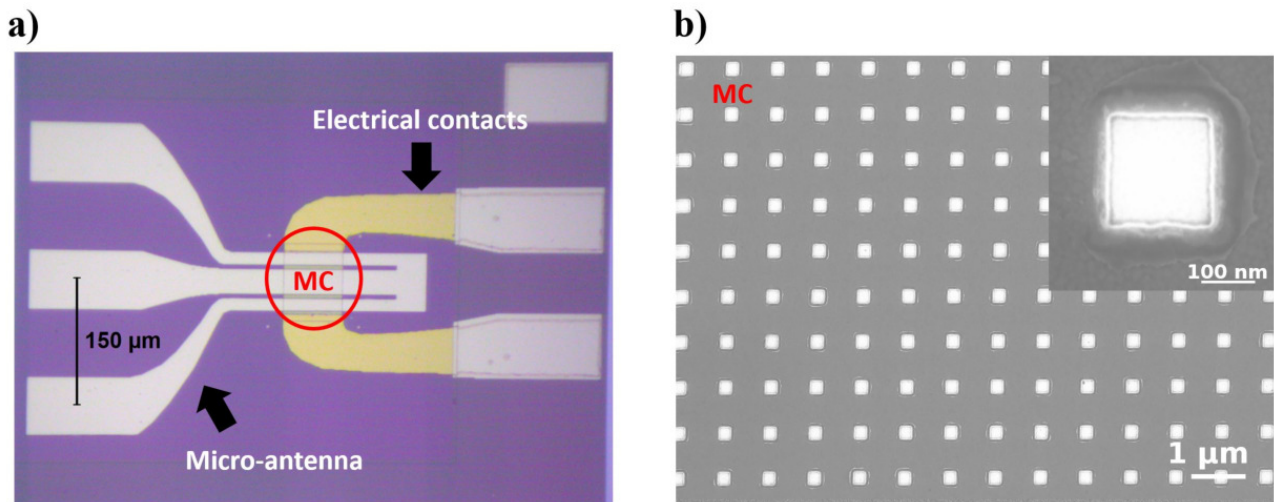 a)
Electrical contacts
MC
150 µm
Micro-antenna
b)
MC
100 nm
1 µm